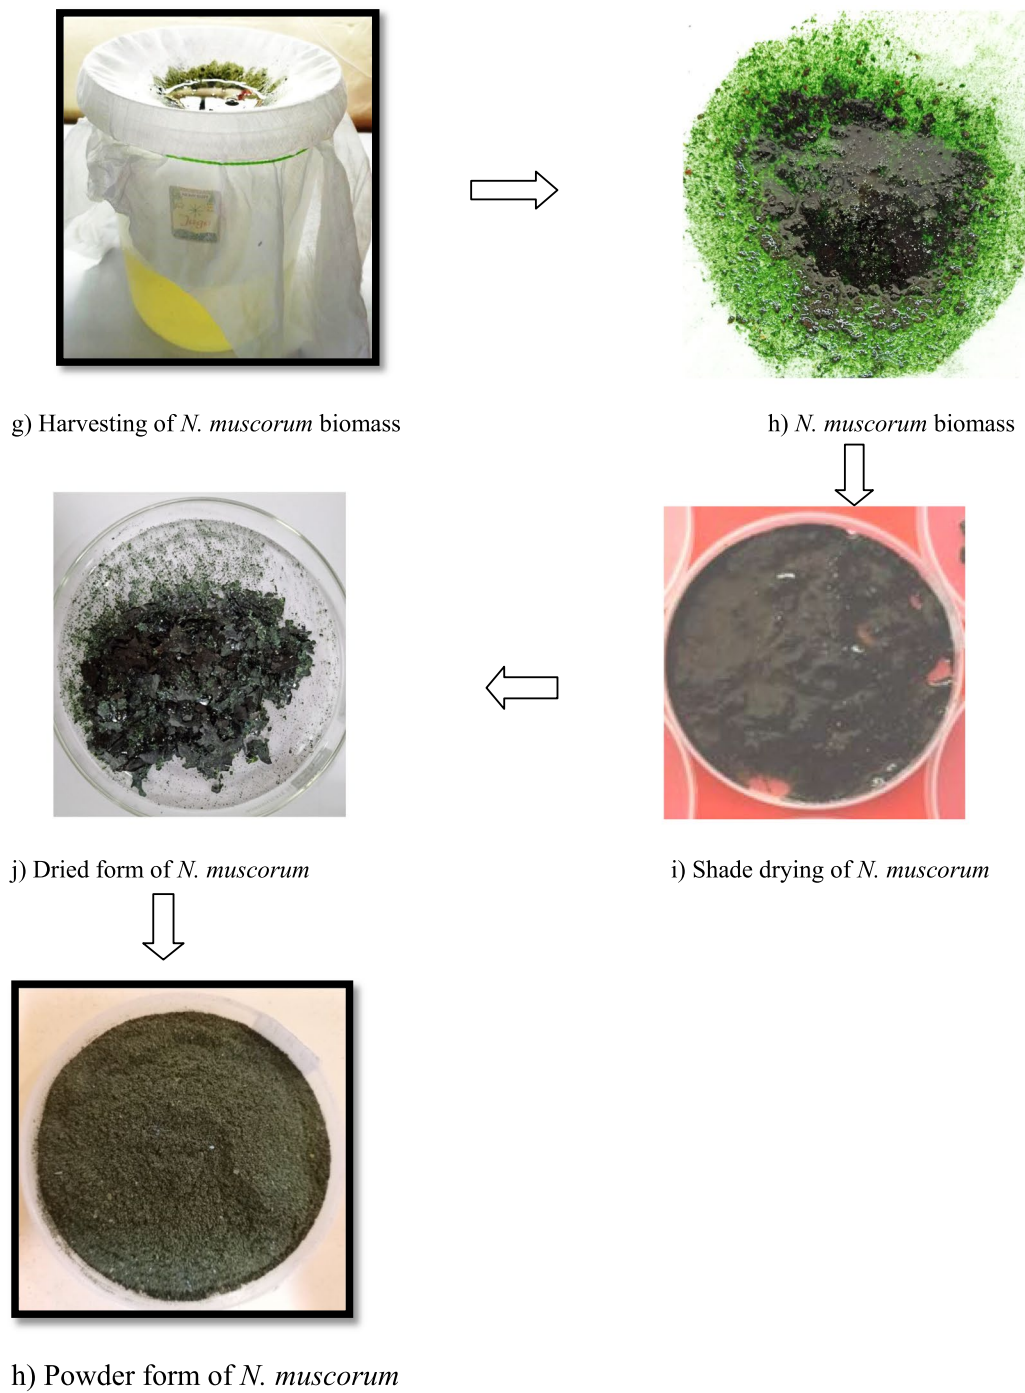 g) Harvesting of N. muscorum biomass
h) N. muscorum biomass
j) Dried form of N. muscorum
i) Shade drying of N. muscorum
h) Powder form of N. muscorum